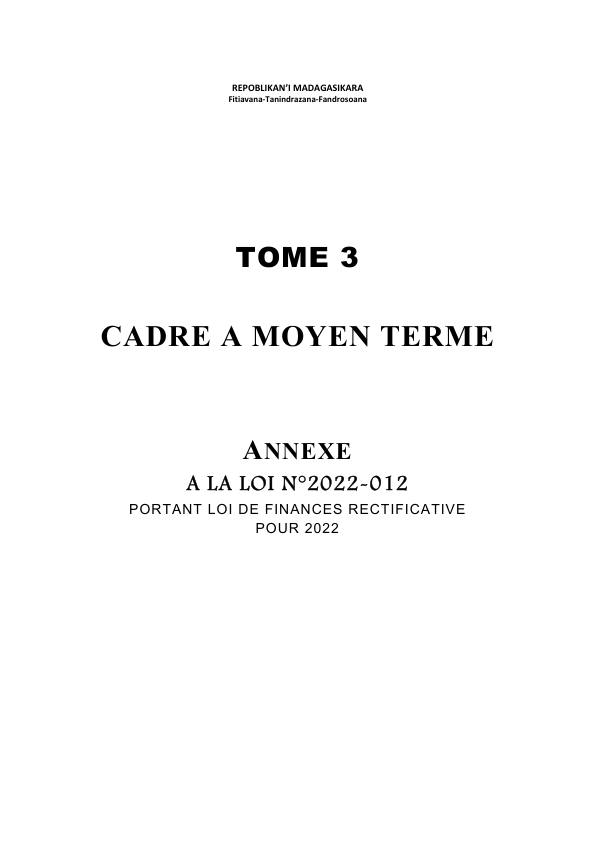 REPOBLIKAN’I MADAGASIKARA
Fitiavana-Tanindrazana-Fandrosoana
TOME 3
CADRE A MOYEN TERME
ANNEXE
A LA LOI N°2022-012
PORTANT LOI DE FINANCES RECTIFICATIVE
POUR 2022